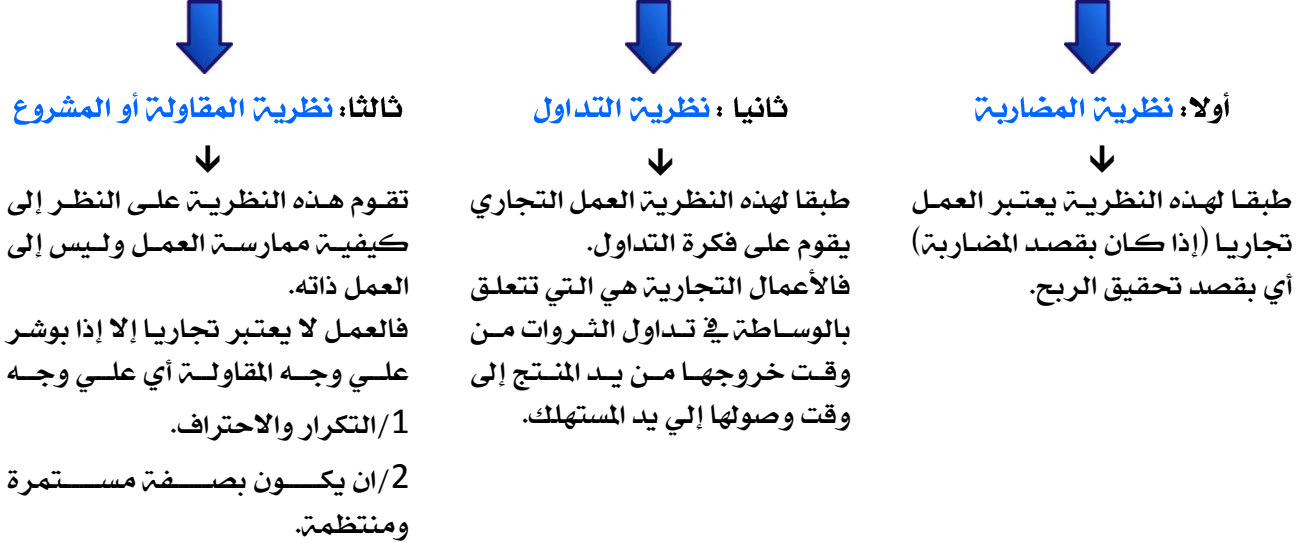 أولا: نظرية المضاربة
طبقا لهذه النظرية يعتبر العمل
تجاريا (إذا كان بقصد المضاربة)
أي بقصد تحقيق الربح.
ثانيا : نظرية التداول
طبقا لهذه النظرية العمل التجاري
يقوم على فكرة التداول.
فالأعمال التجارية هي التي تتعلق
بالوساطة في تداول الثروات من
وقت خروجها من يد المنتج إلى
وقت وصولها إلي يد المستهلك.
ثالثا: نظرية المقاولة أو المشروع
تقوم هذه النظرية على النظر إلى
كيفية ممارسة العمل وليس إلى
العمل ذاته.
فالعمل لا يعتبر تجاريا إلا إذا بوشر
علي وجه المقاولة أي علي وجه
1/التكرار والاحتراف.
2/ان يكون بصفة مستمرة
ومنتظمة.